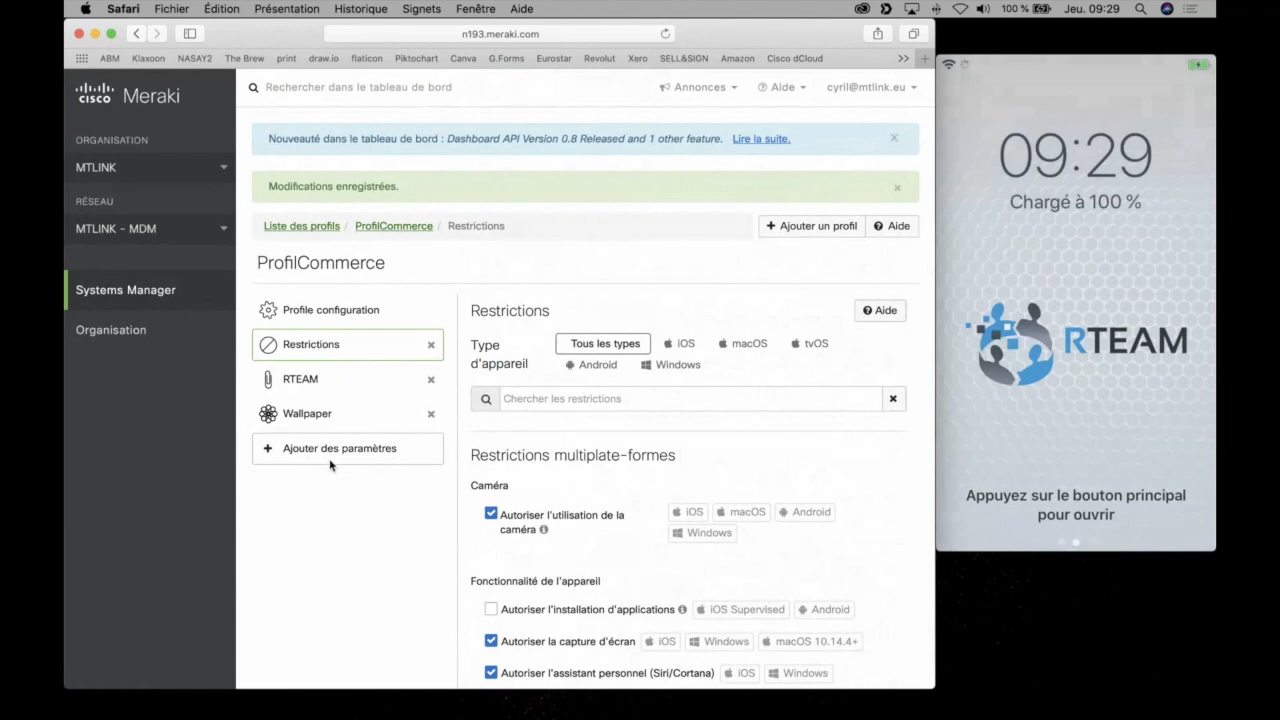 Safari Fichier Édition Présentation Historique Signets Fenêtre Aide 100 % Jeu. 09:29
n193.meraki.com
ABM Klaxoon NASAY2 The Brew print draw.io flaticon Piktochart Canva G.Forms Eurostar Revolut Xero SELL&SIGN Amazon Cisco dCloud >> +
cisco Meraki
ORGANISATION
MTLINK
RÉSEAU
MTLINK - MDM
Systems Manager
Organisation
Rechercher dans le tableau de bord
Annonces Aide cyril@mtlink.eu
Nouveauté dans le tableau de bord : Dashboard API Version 0.8 Released and 1 other feature. Lire la suite. ×
Modifications enregistrées. ×
Liste des profils / ProfilCommerce / Restrictions
+ Ajouter un profil Aide
ProfilCommerce
Profile configuration
Restrictions ×
RTEAM ×
Wallpaper ×
+ Ajouter des paramètres
Restrictions Aide
Type d'appareil
Tous les types iOS macOS tvOS
Android Windows
Chercher les restrictions ×
Restrictions multiplate-formes
Caméra
Autoriser l'utilisation de la
caméra
iOS macOS Android
Windows
Fonctionnalité de l'appareil
Autoriser l'installation d'applications iOS Supervised Android
Autoriser la capture d'écran iOS Windows macOS 10.14.4+
Autoriser l'assistant personnel (Siri/Cortana) iOS Windows
09:29
Chargé à 100 %
RTEAM
Appuyez sur le bouton principal
pour ouvrir